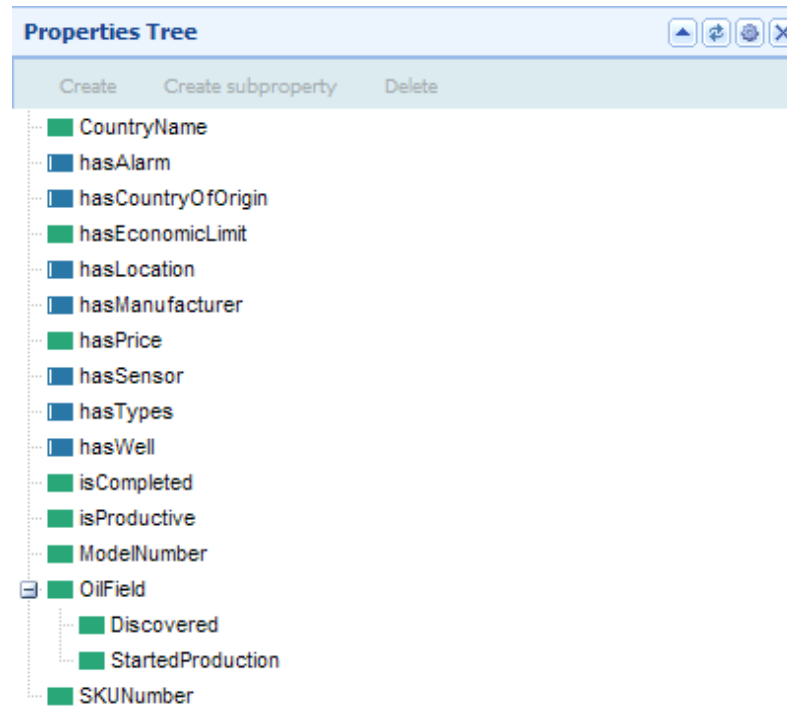 Properties Tree
Create Create subproperty Delete
CountryName
hasAlarm
hasCountryOfOrigin
hasEconomicLimit
hasLocation
hasManufacturer
hasPrice
hasSensor
hasTypes
hasWell
isCompleted
isProductive
ModelNumber
OilField
Discovered
StartedProduction
SKUNumber